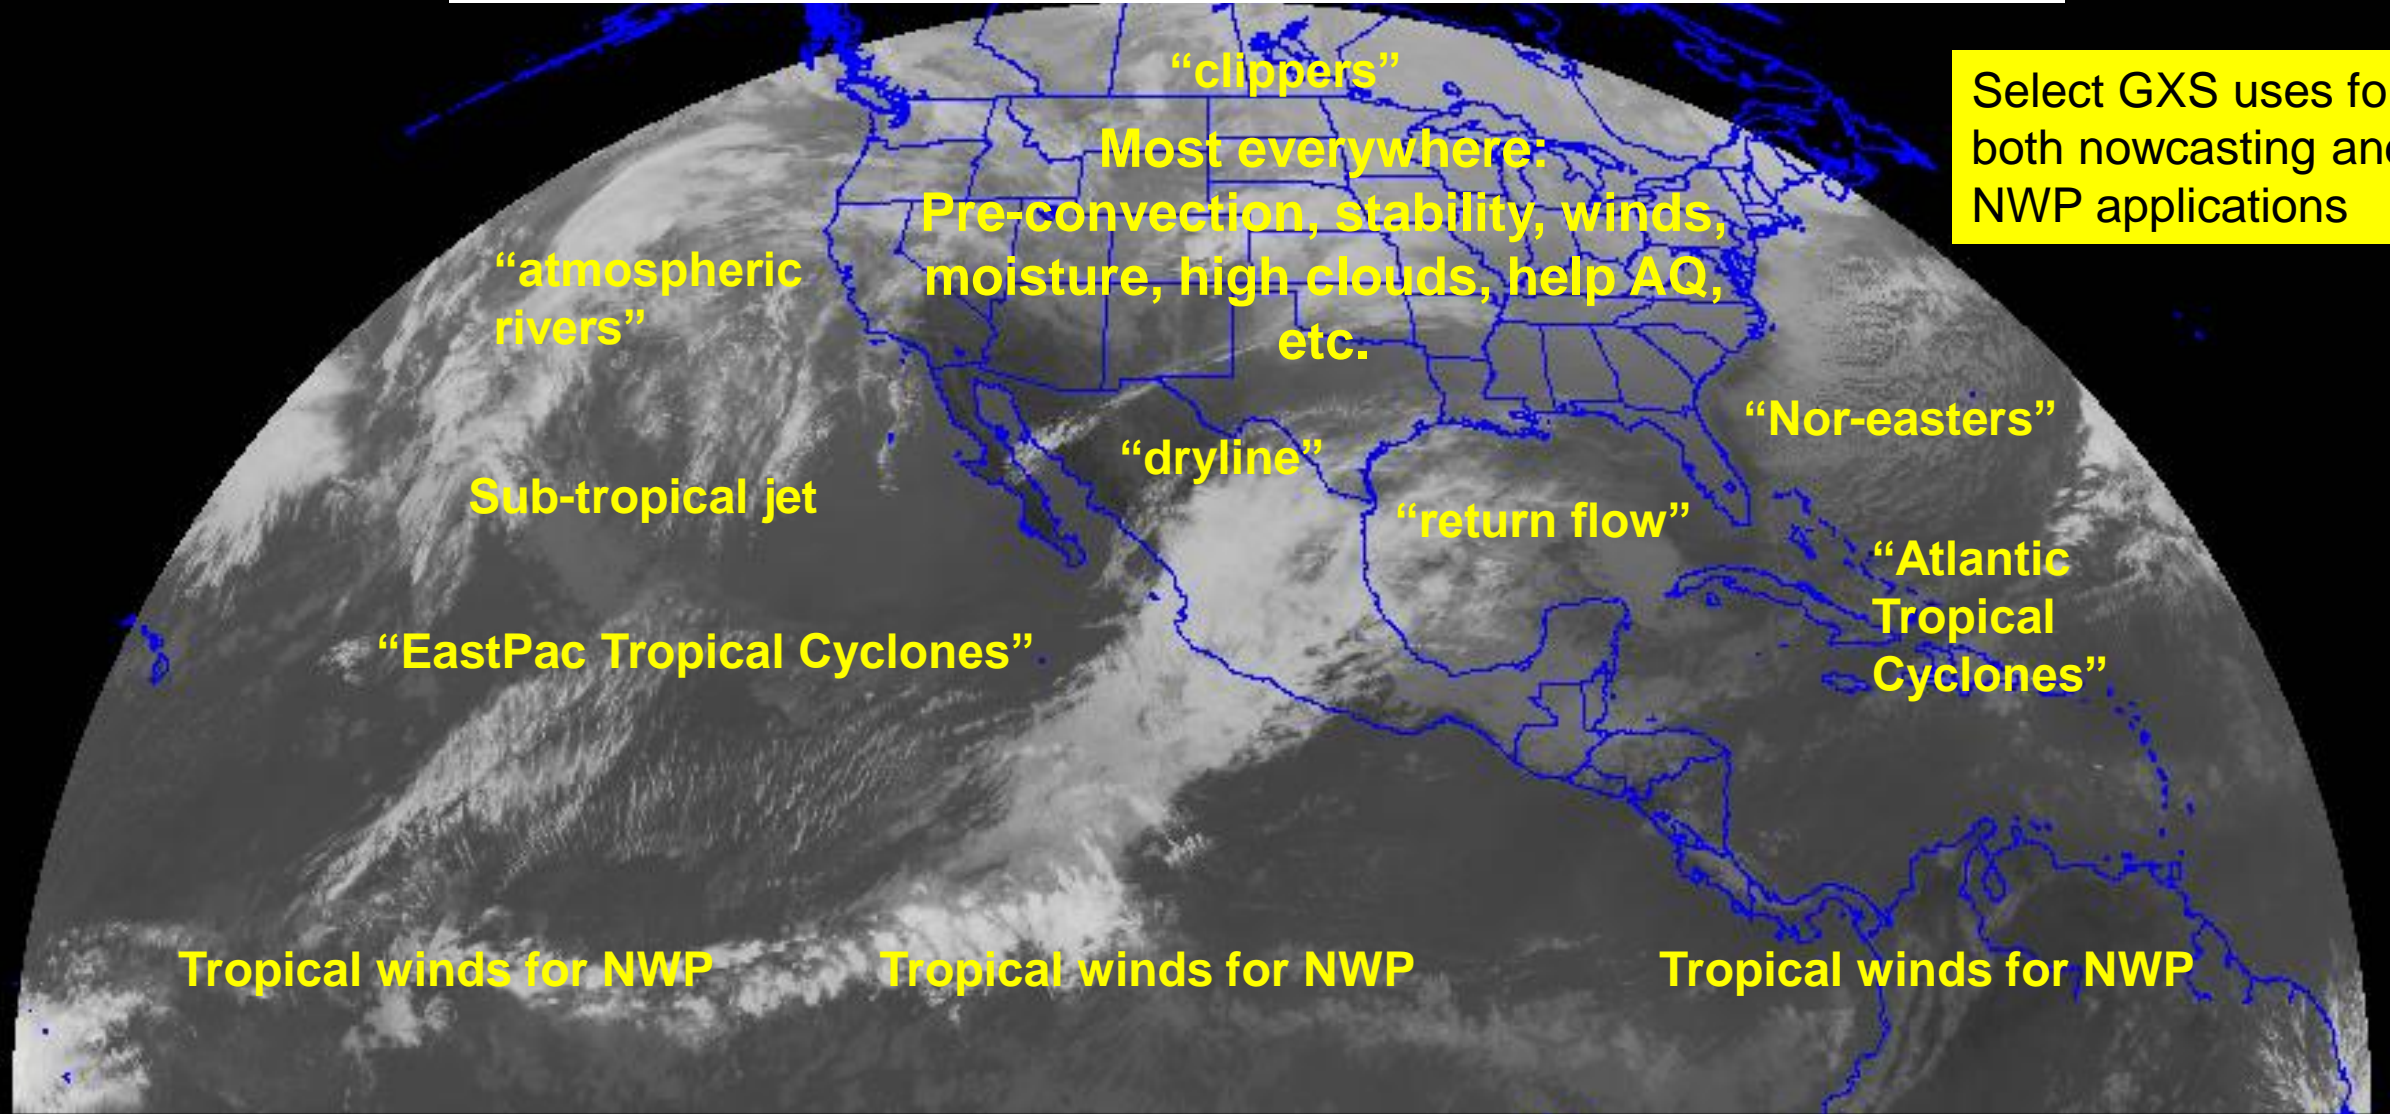 “clippers”
Select GXS uses fo
both nowcasting and
NWP applications
Most everywhere:
Pre-convection, stability, winds,
moisture, high clouds, help AQ,
etc.
“atmospheric
rivers”
“Nor-easters”
“dryline”
Sub-tropical jet
“return flow”
“Atlantic
Tropical
Cyclones”
“EastPac Tropical Cyclones”
Tropical winds for NWP
Tropical winds for NWP
Tropical winds for NWP